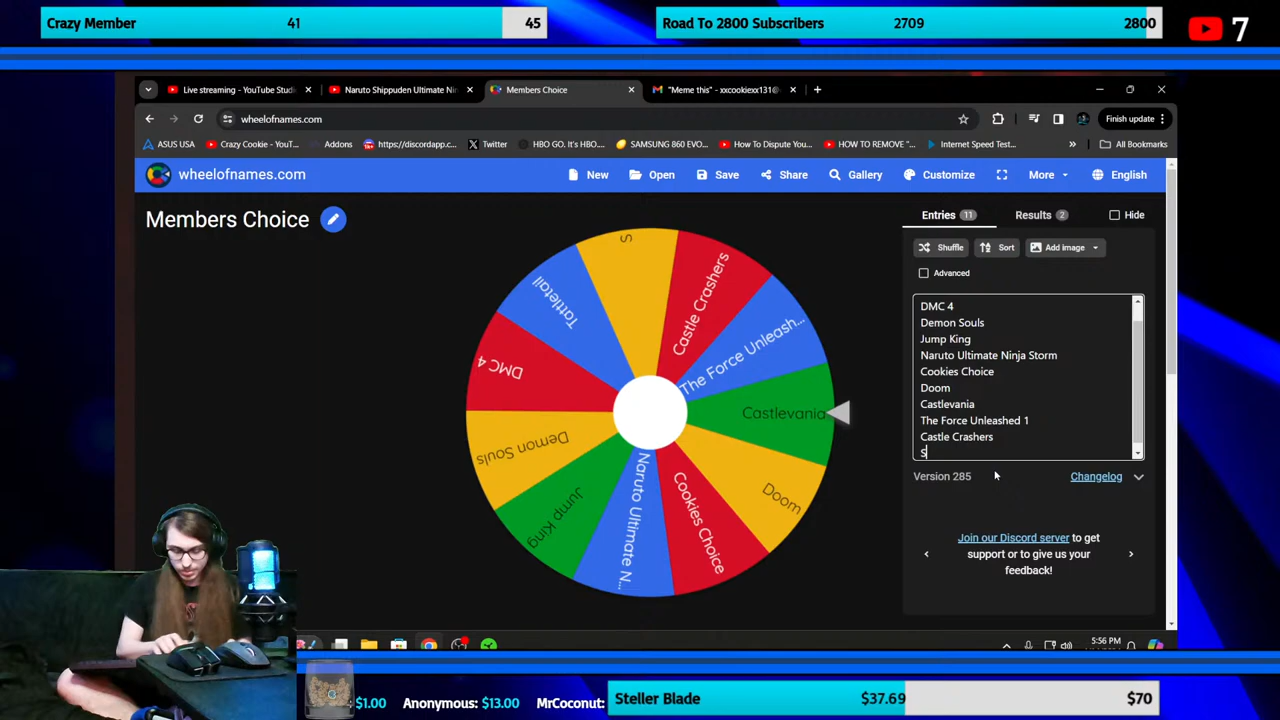 Crazy Member 41 45
Road To 2800 Subscribers 2709 2800
7
Live streaming - YouTube Studi
Naruto Shippuden Ultimate Nin
Members Choice
"Meme this" - xxcookiexx131@
wheelofnames.com
Finish update
ASUS USA
Crazy Cookie - YouT...
Addons
https://discordapp.c...
Twitter
HBO GO. It's HBO....
SAMSUNG 860 EVO...
How To Dispute You...
HOW TO REMOVE "...
Internet Speed Test...
»
All Bookmarks
wheelofnames.com
New
Open
Save
Share
Gallery
Customize
More
English
Members Choice
Entries 11
Results 2
Hide
Shuffle
Sort
Add image
Advanced
DMC 4
Demon Souls
Jump King
Naruto Ultimate Ninja Storm
Cookies Choice
Doom
Castlevania
The Force Unleashed 1
Castle Crashers
S
Version 285
Changelog
Join our Discord server to get
support or to give us your
feedback!
S
Castle Crashers
The Force Unleash...
Castlevania
Doom
Cookies Choice
Naruto Ultimate N...
Jump King
Demon Souls
DMC 4
Tattletail
5:56 PM
$1.00
Anonymous: $13.00
MrCoconut:
Steller Blade $37.69 $70